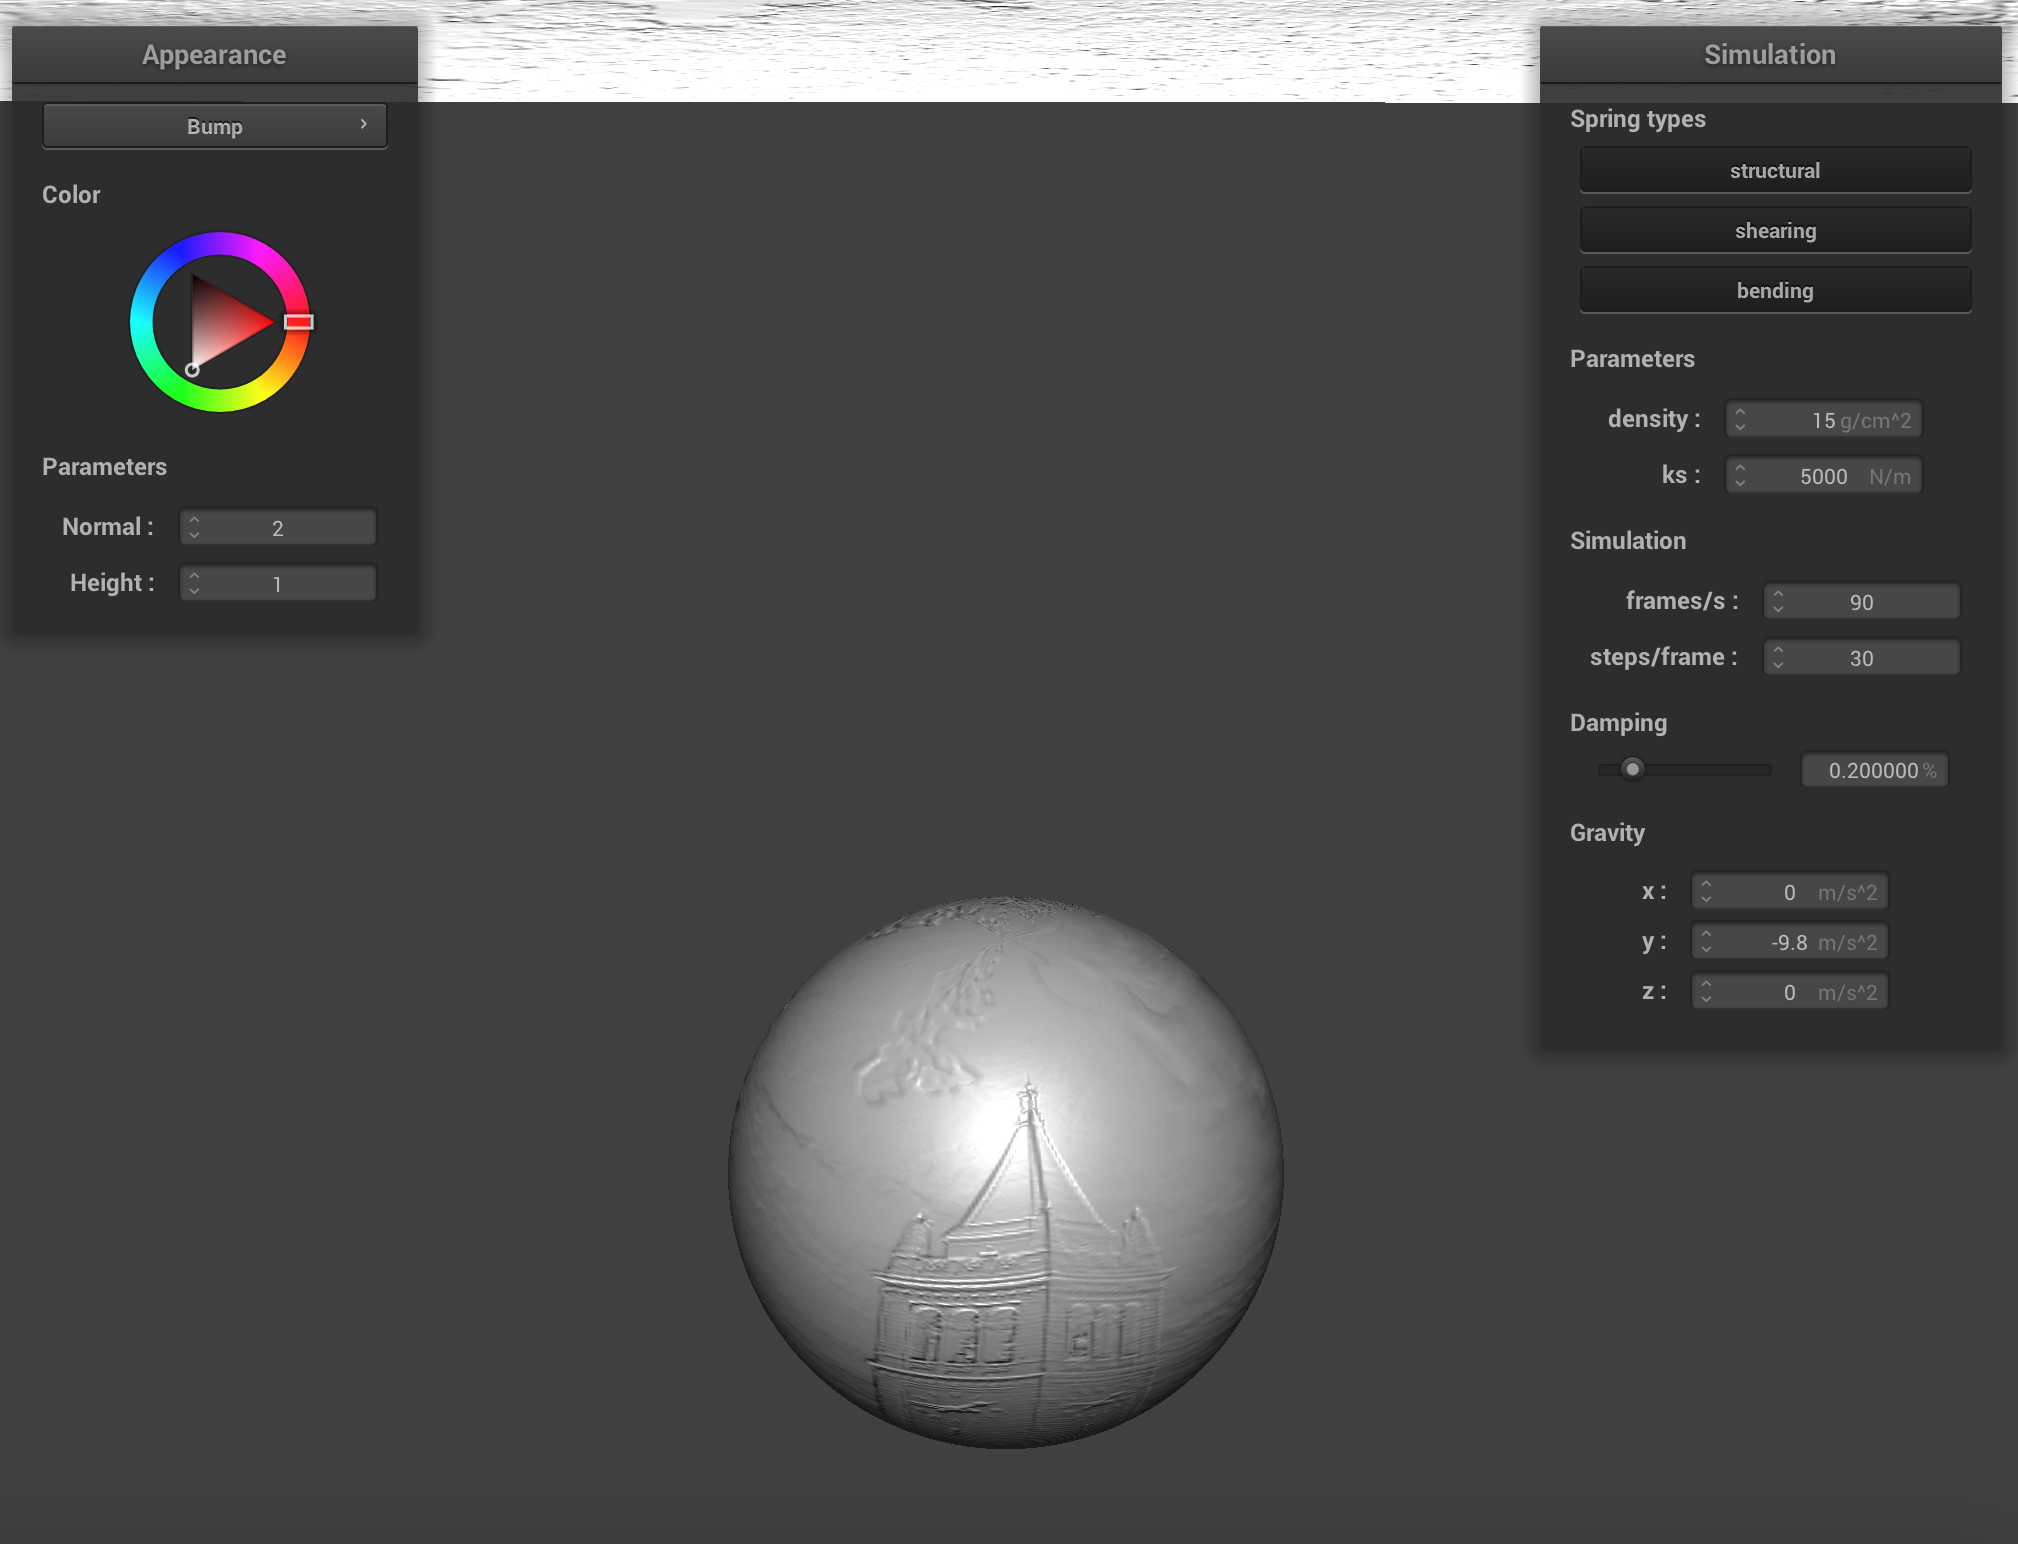 Appearance
Bump
Color
Parameters
Normal : 2
Height : 1
Simulation
Spring types
structural
shearing
bending
Parameters
density : 15 g/cm^2
ks : 5000 N/m
Simulation
frames/s : 90
steps/frame : 30
Damping
0.200000 %
Gravity
x : 0 m/s^2
y : -9.8 m/s^2
z : 0 m/s^2